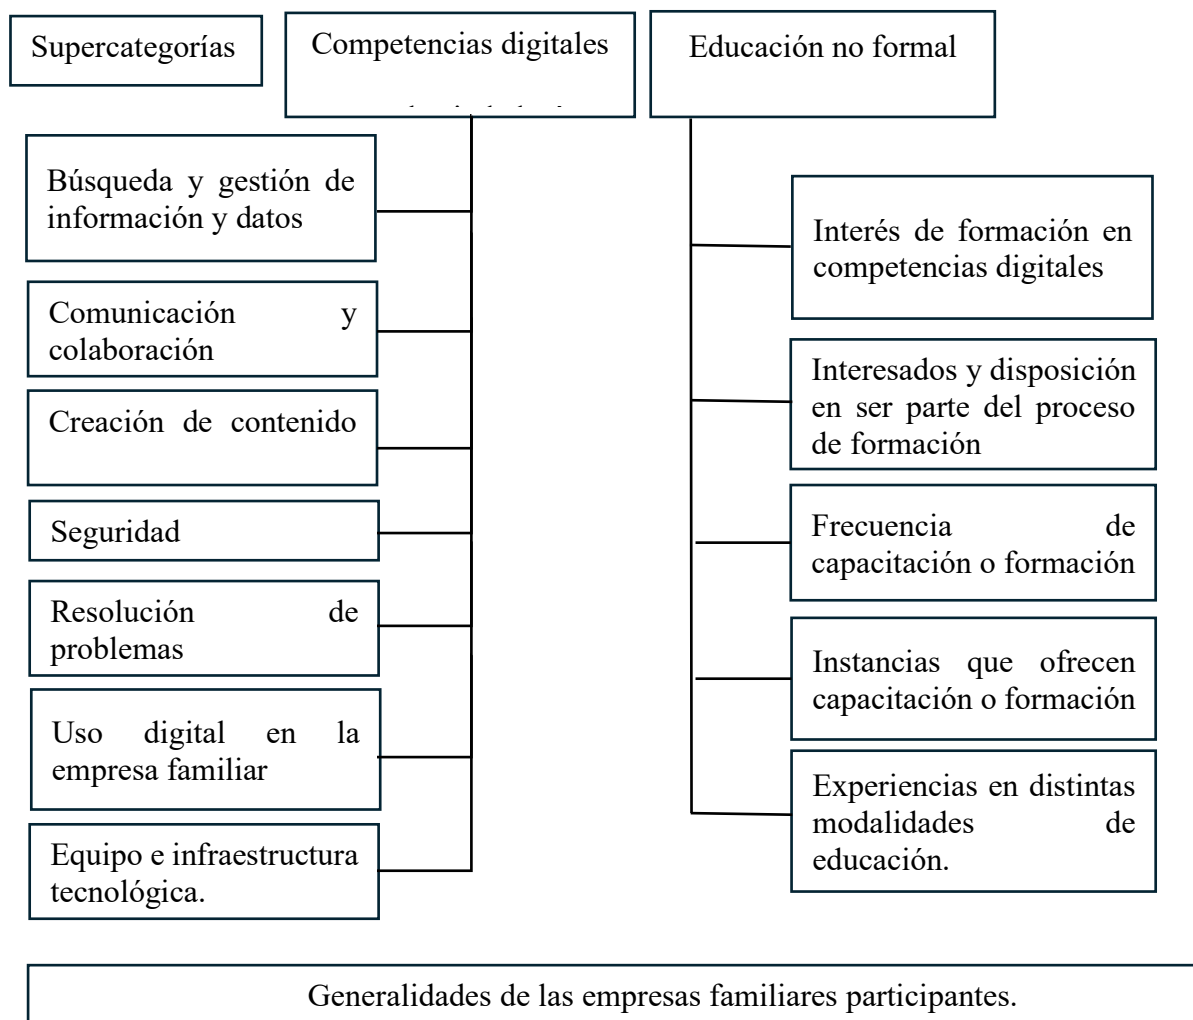 Supercategorías
Competencias digitales
Educación no formal
Búsqueda y gestión de
información y datos
Comunicación y
colaboración
Creación de contenido
Seguridad
Resolución de
problemas
Uso digital en la
empresa familiar
Equipo e infraestructura
tecnológica.
Interés de formación en
competencias digitales
Interesados y disposición
en ser parte del proceso
de formación
Frecuencia de
capacitación o formación
Instancias que ofrecen
capacitación o formación
Experiencias en distintas
modalidades de
educación.
Generalidades de las empresas familiares participantes.